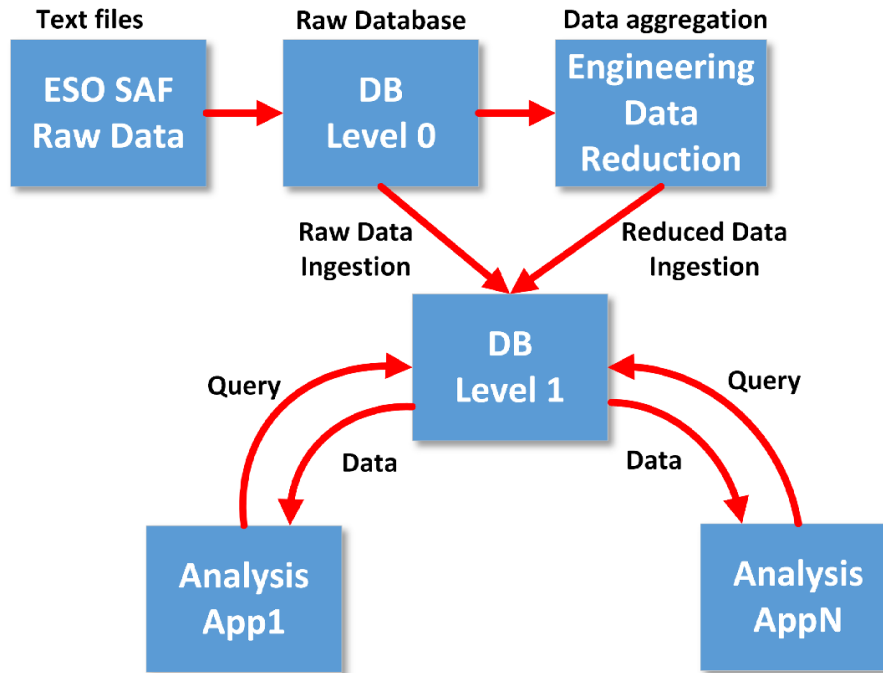 Text files
Raw Database
Data aggregation
ESO SAF
Raw Data
DB
Level 0
Engineering
Data
Reduction
Raw Data
Ingestion
Reduced Data
Ingestion
DB
Level 1
Query
Query
Data
Data
Analysis
App1
Analysis
AppN